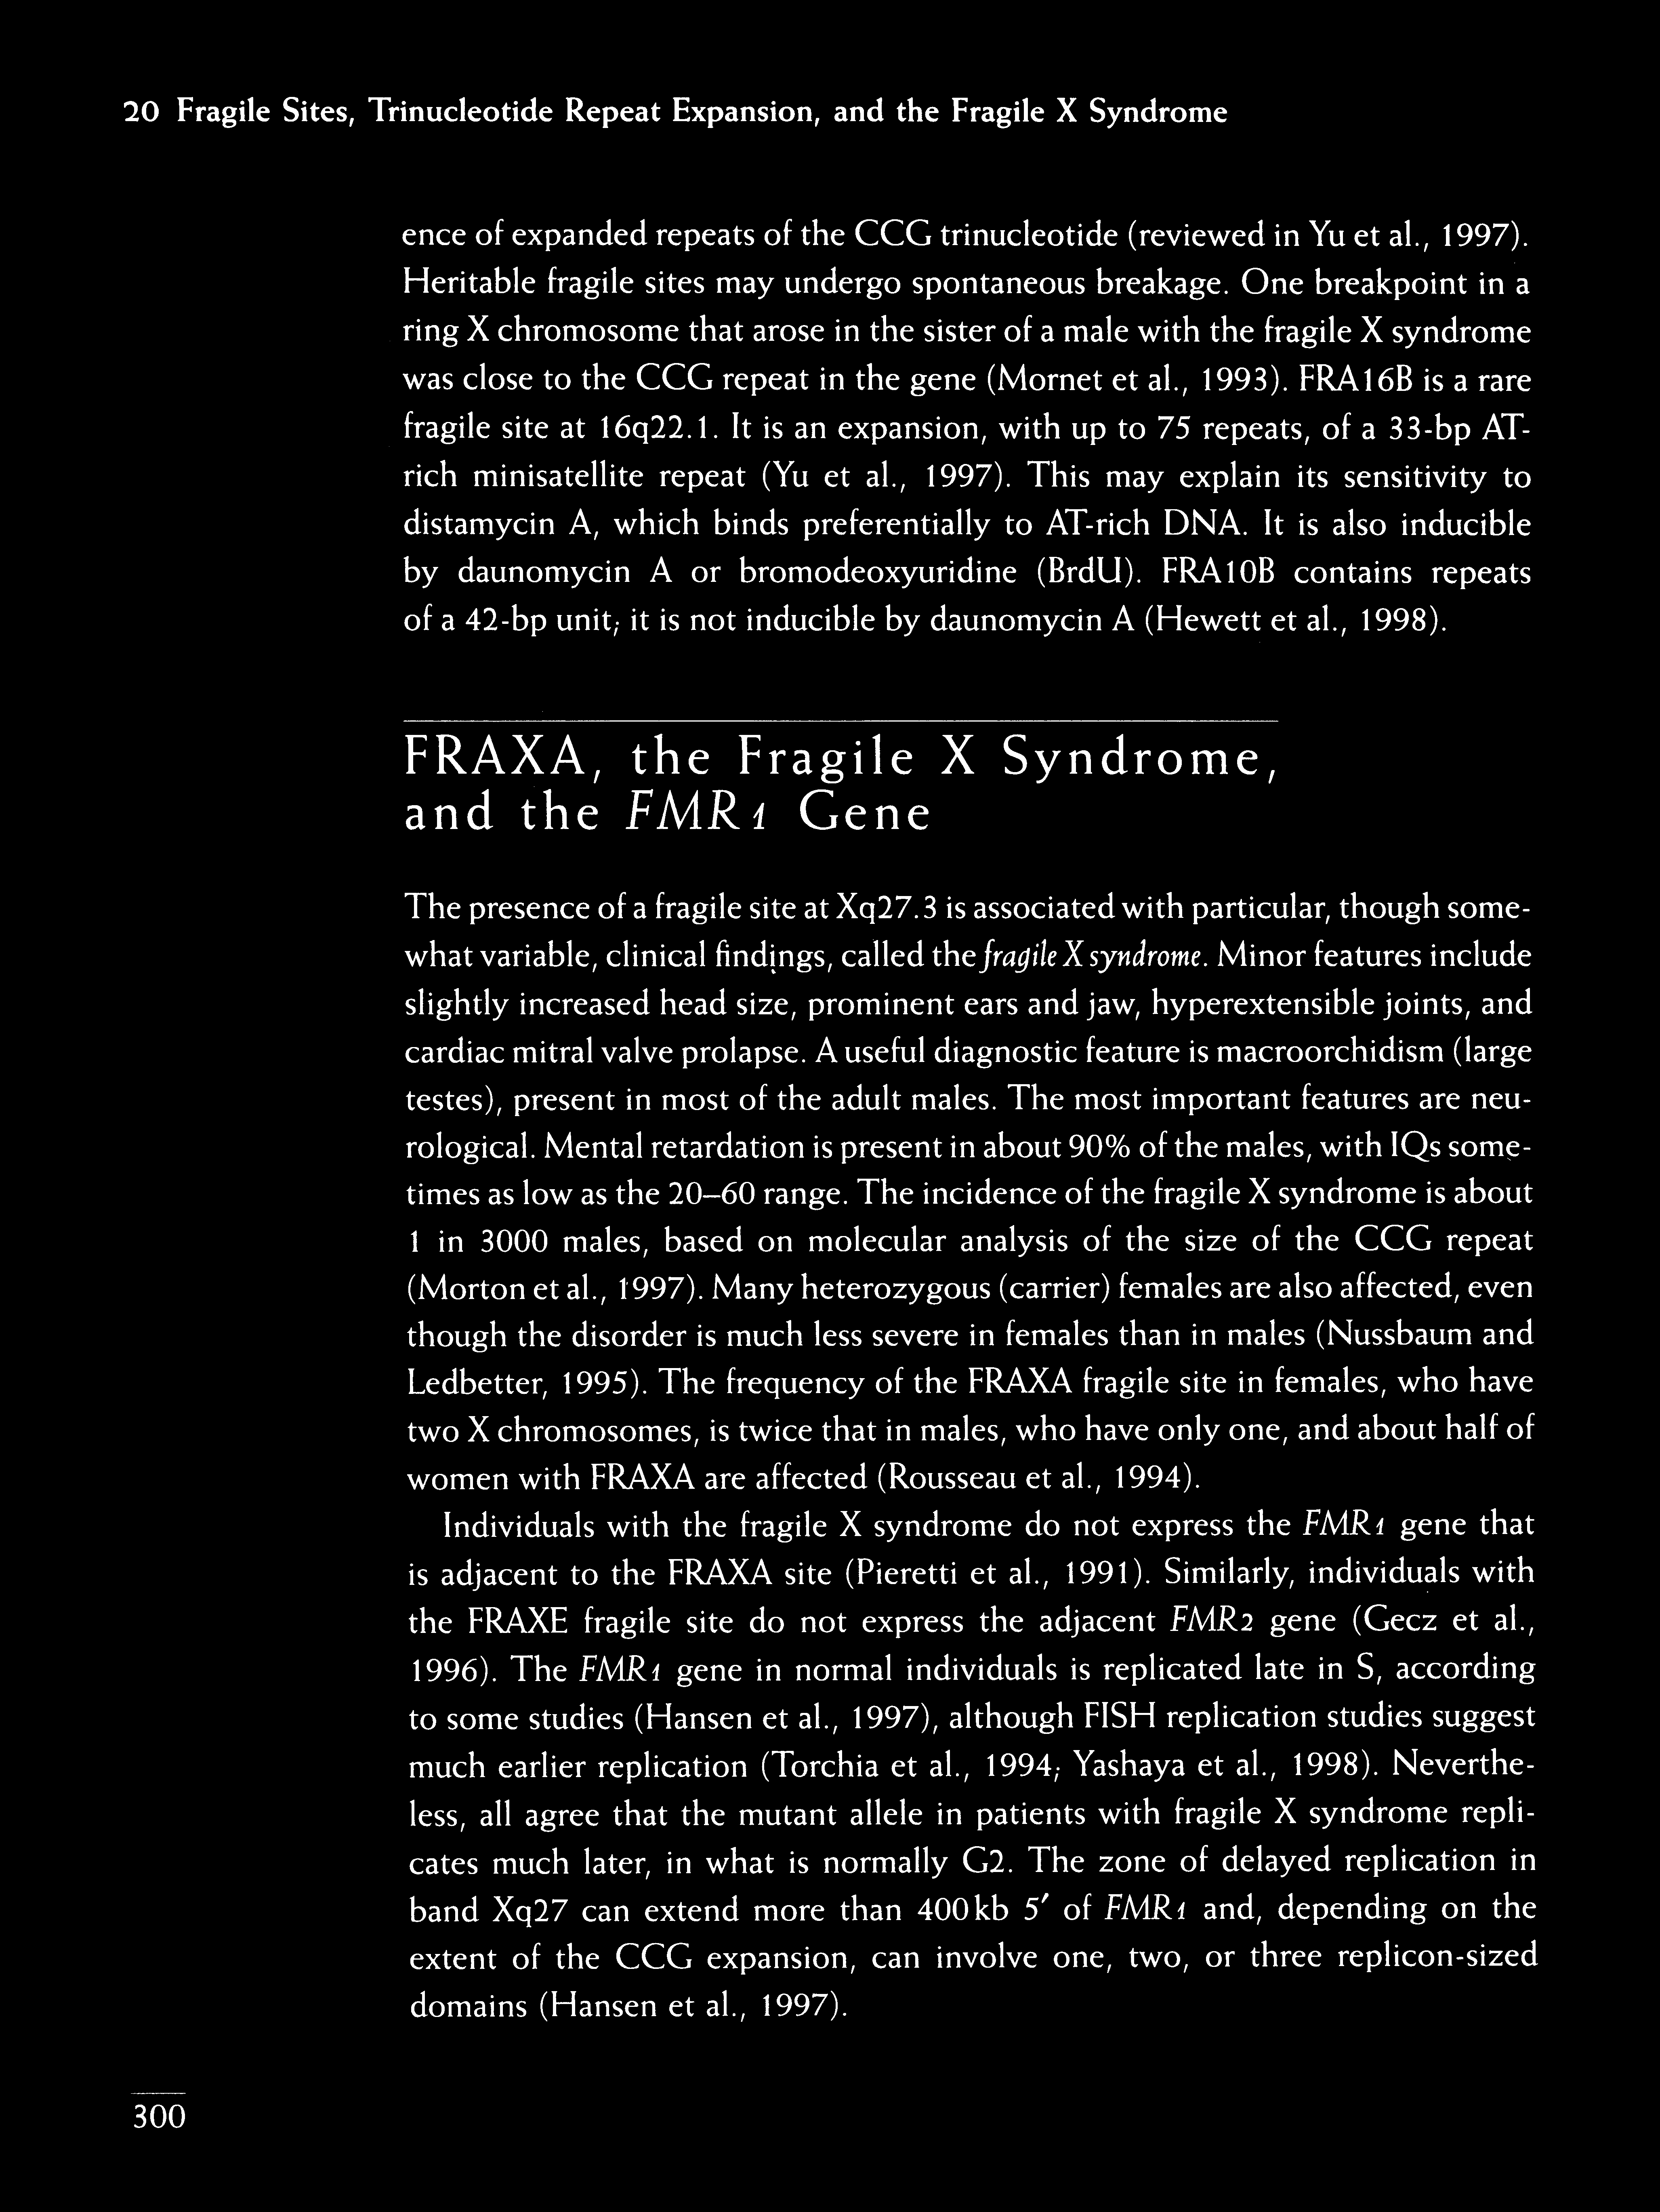 20 Fragile Sites, Trinucleotide Repeat Expansion, and the Fragile X Syndrome
ence of expanded repeats of the CCG trinucleotide (reviewed in Yu et al., 1997).
Heritable fragile sites may undergo spontaneous breakage. One breakpoint in a
ring X chromosome that arose in the sister of a male with the fragile X syndrome
was close to the CCG repeat in the gene (Mornet et al., 1993). FRA16B is a rare
fragile site at 16q22.1. It is an expansion, with up to 75 repeats, of a 33-bp AT-
rich minisatellite repeat (Yu et al., 1997). This may explain its sensitivity to
distamycin A, which binds preferentially to AT-rich DNA. It is also inducible
by daunomycin A or bromodeoxyuridine (BrdU). FRA10B contains repeats
of a 42-bp unit; it is not inducible by daunomycin A (Hewett et al., 1998).
FRAXA, the Fragile X Syndrome,
and the FMR1 Gene
The presence of a fragile site at Xq27.3 is associated with particular, though some-
what variable, clinical findings, called the fragile X syndrome. Minor features include
slightly increased head size, prominent ears and jaw, hyperextensible joints, and
cardiac mitral valve prolapse. A useful diagnostic feature is macroorchidism (large
testes), present in most of the adult males. The most important features are neu-
rological. Mental retardation is present in about 90% of the males, with IQs some-
times as low as the 20–60 range. The incidence of the fragile X syndrome is about
1 in 3000 males, based on molecular analysis of the size of the CCG repeat
(Morton et al., 1997). Many heterozygous (carrier) females are also affected, even
though the disorder is much less severe in females than in males (Nussbaum and
Ledbetter, 1995). The frequency of the FRAXA fragile site in females, who have
two X chromosomes, is twice that in males, who have only one, and about half of
women with FRAXA are affected (Rousseau et al., 1994).
Individuals with the fragile X syndrome do not express the FMR1 gene that
is adjacent to the FRAXA site (Pieretti et al., 1991). Similarly, individuals with
the FRAXE fragile site do not express the adjacent FMR2 gene (Gecz et al.,
1996). The FMR1 gene in normal individuals is replicated late in S, according
to some studies (Hansen et al., 1997), although FISH replication studies suggest
much earlier replication (Torchia et al., 1994; Yashaya et al., 1998). Neverthe-
less, all agree that the mutant allele in patients with fragile X syndrome repli-
cates much later, in what is normally G2. The zone of delayed replication in
band Xq27 can extend more than 400 kb 5′ of FMR1 and, depending on the
extent of the CCG expansion, can involve one, two, or three replicon-sized
domains (Hansen et al., 1997).
300